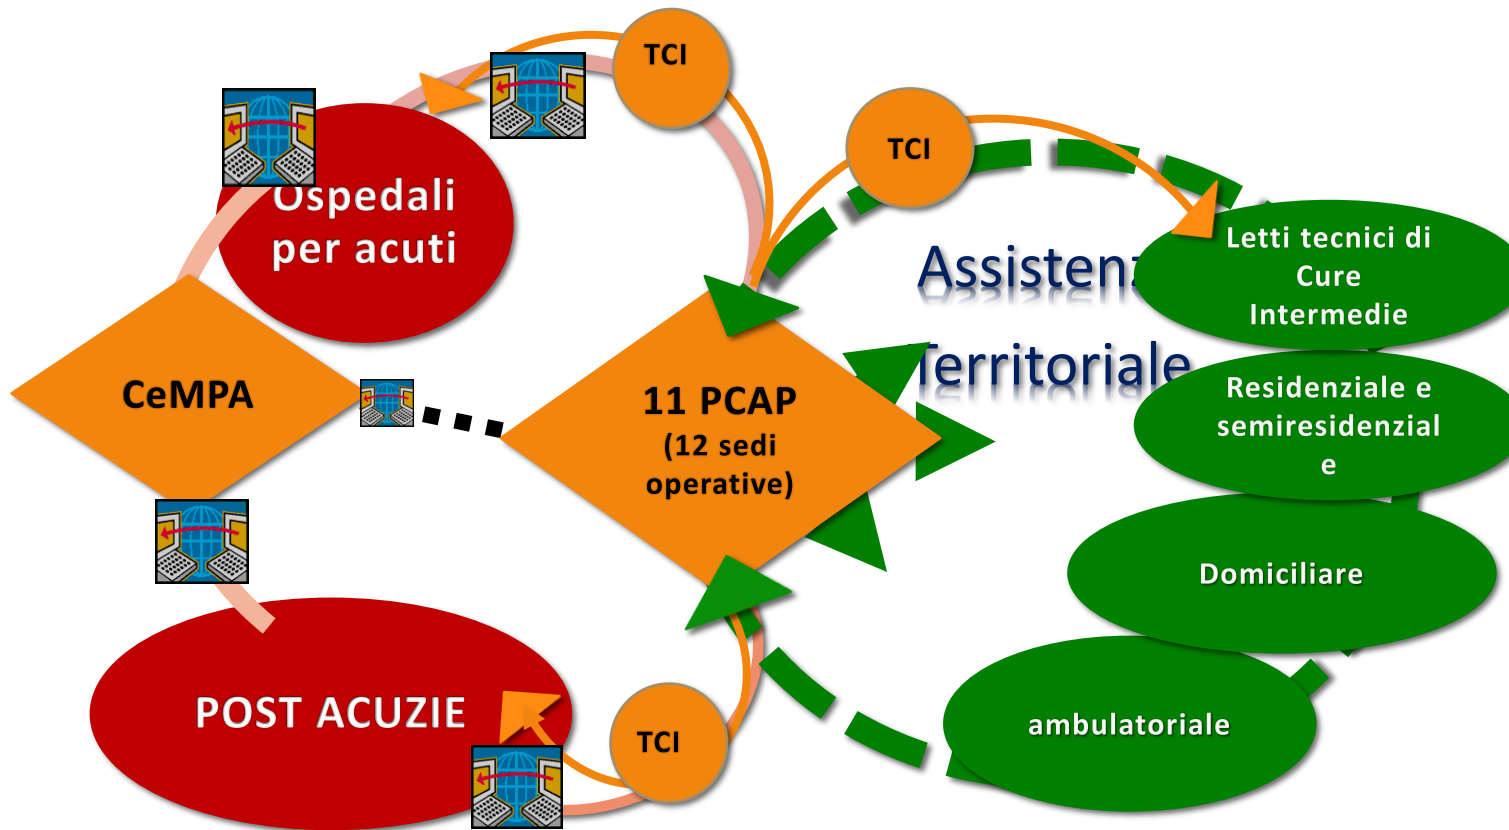 TCI
TCI
Ospedali
per acuti
Letti tecnici di
Cure
Intermedie
Territoriale
CeMPA
11 PCAP
(12 sedi
operative)
Residenziale e
semiresidenzial
e
Domiciliare
POST ACUZIE
TCI
ambulatoriale